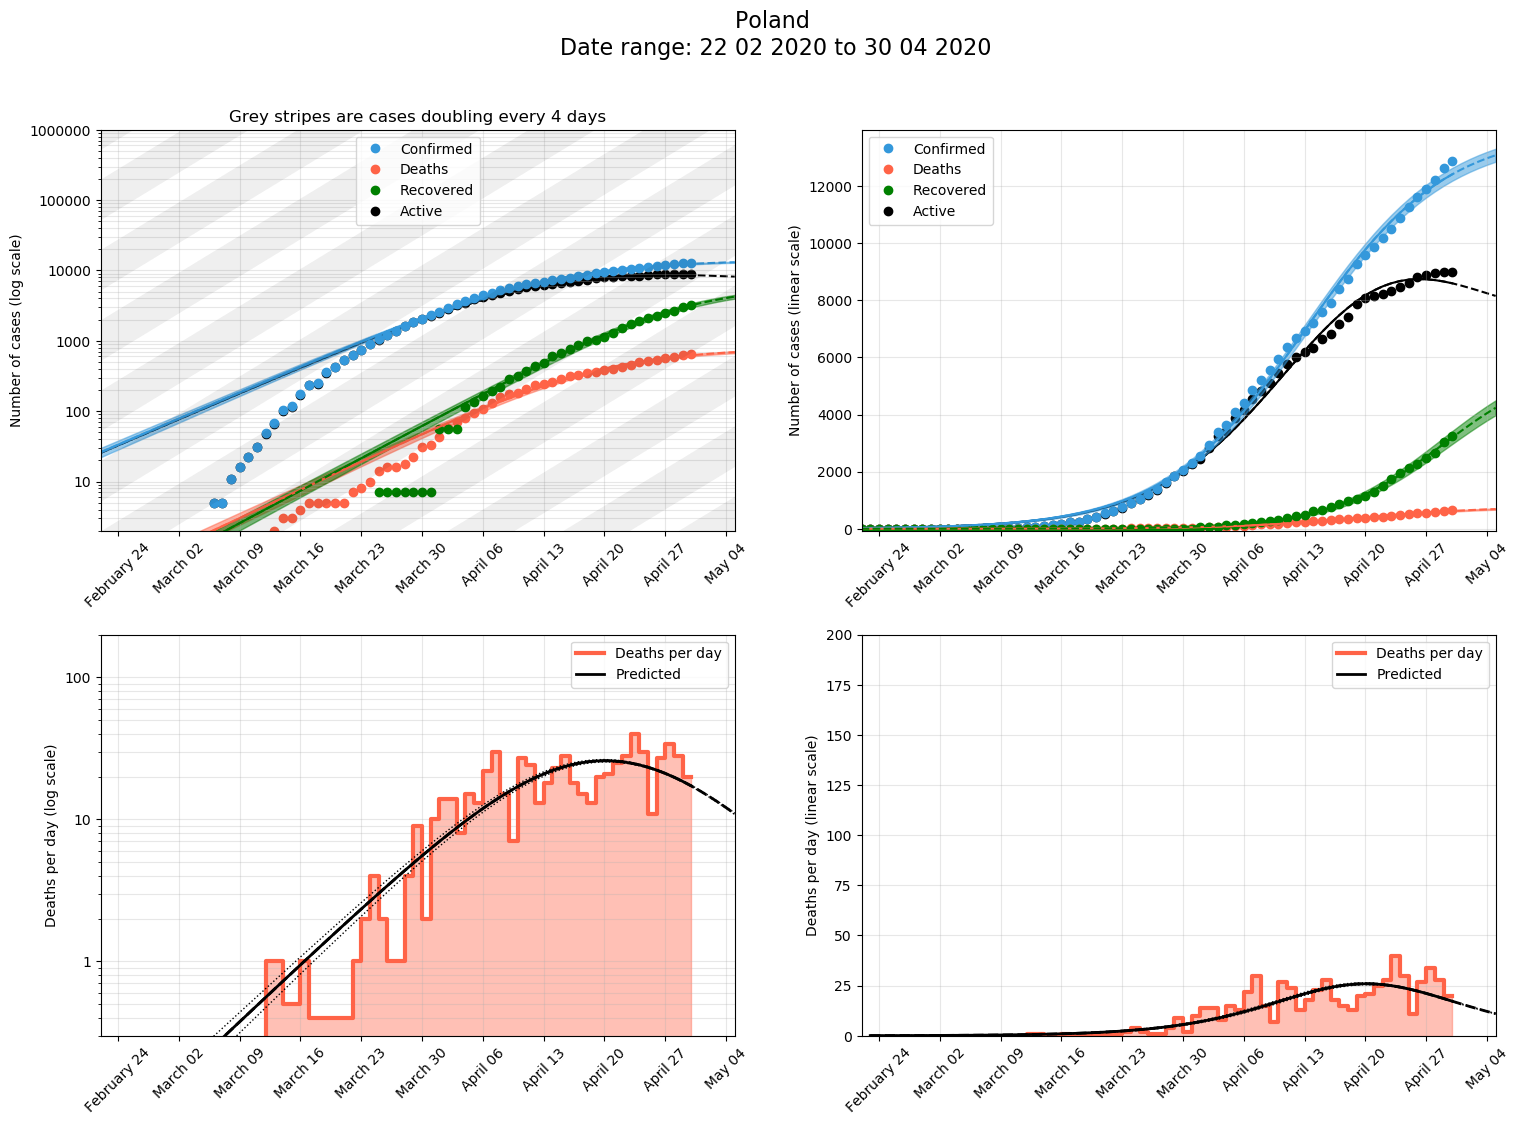 Poland
Date range: 22 02 2020 to 30 04 2020
Grey stripes are cases doubling every 4 days
Number of cases (log scale)
1000000
100000
10000
1000
100
10
Confirmed
Deaths
Recovered
Active
February 24
March 02
March 09
March 16
March 23
March 30
April 06
April 13
April 20
April 27
May 04
Number of cases (linear scale)
12000
10000
8000
6000
4000
2000
0
Confirmed
Deaths
Recovered
Active
February 24
March 02
March 09
March 16
March 23
March 30
April 06
April 13
April 20
April 27
May 04
Deaths per day (log scale)
100
10
1
Deaths per day
Predicted
February 24
March 02
March 09
March 16
March 23
March 30
April 06
April 13
April 20
April 27
May 04
Deaths per day (linear scale)
200
175
150
125
100
75
50
25
0
Deaths per day
Predicted
February 24
March 02
March 09
March 16
March 23
March 30
April 06
April 13
April 20
April 27
May 04